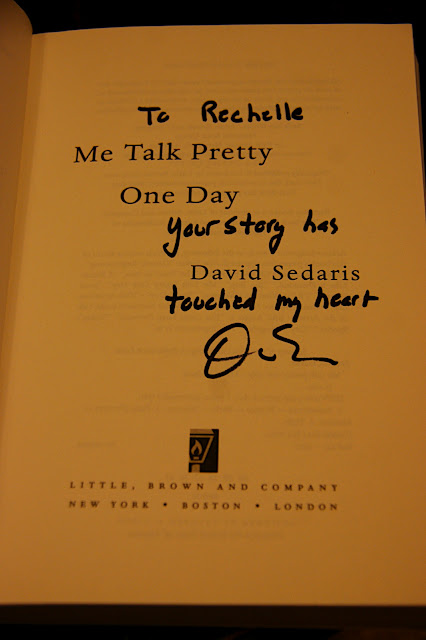 To Rechelle
Me Talk Pretty
One Day
Your story has
David Sedaris
touched my heart
LITTLE, BROWN AND COMPANY
NEW YORK • BOSTON • LONDON